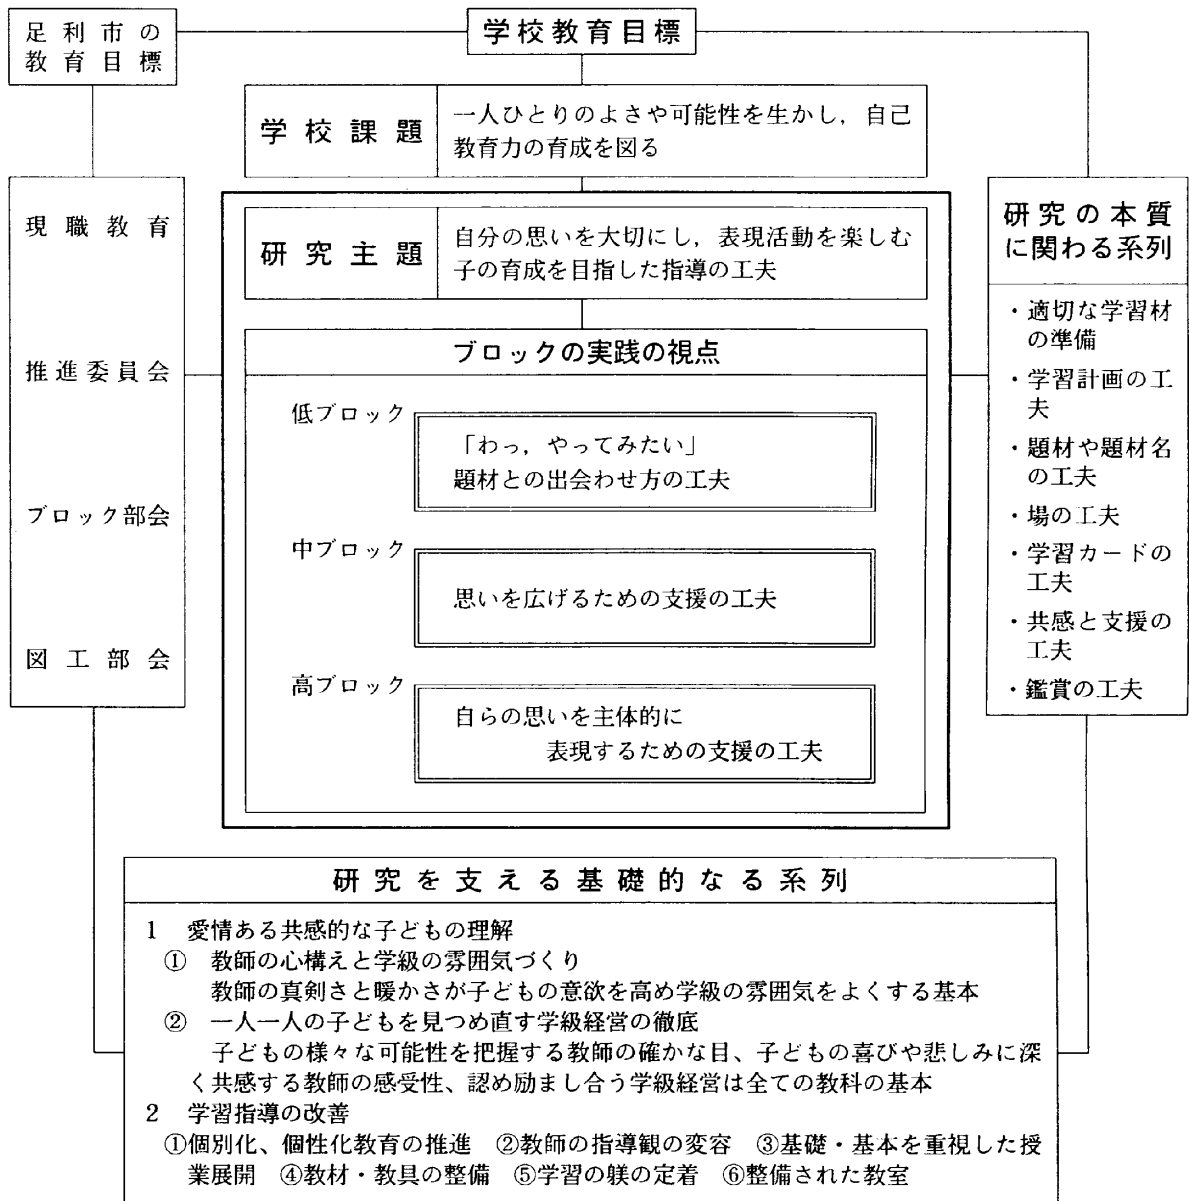 足利市の
教育目標
学校教育目標
学校課題
一人ひとりのよさや可能性を生かし，自己
教育力の育成を図る
現職教育
推進委員会
ブロック部会
図工部会
研究主題
自分の思いを大切にし，表現活動を楽しむ
子の育成を目指した指導の工夫
ブロックの実践の視点
低ブロック
「わっ，やってみたい」
題材との出会わせ方の工夫
中ブロック
思いを広げるための支援の工夫
高ブロック
自らの思いを主体的に
表現するための支援の工夫
研究の本質
に関わる系列
・適切な学習材
の準備
・学習計画の工
夫
・題材や題材名
の工夫
・場の工夫
・学習カードの
工夫
・共感と支援の
工夫
・鑑賞の工夫
研究を支える基礎的なる系列
1　愛情ある共感的な子どもの理解
①　教師の心構えと学級の雰囲気づくり
教師の真剣さと暖かさが子どもの意欲を高め学級の雰囲気をよくする基本
②　一人一人の子どもを見つめ直す学級経営の徹底
子どもの様々な可能性を把握する教師の確かな目、子どもの喜びや悲しみに深
く共感する教師の感受性、認め励まし合う学級経営は全ての教科の基本
2　学習指導の改善
①個別化、個性化教育の推進　②教師の指導観の変容　③基礎・基本を重視した授
業展開　④教材・教具の整備　⑤学習の躾の定着　⑥整備された教室